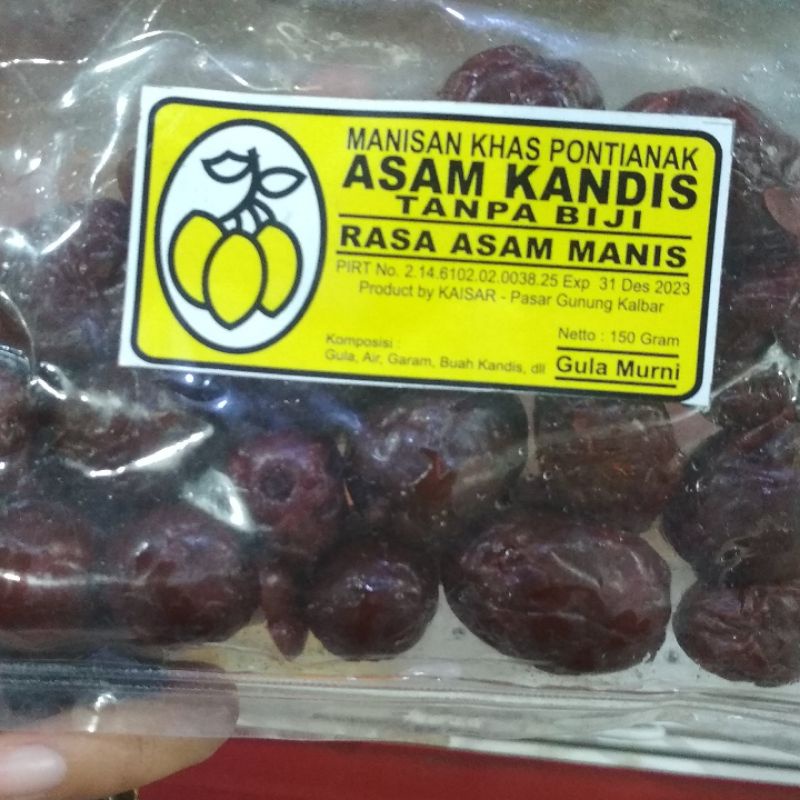 MANISAN KHAS PONTIANAK
ASAM KANDIS
TANPA BIJI
RASA ASAM MANIS
PIRT No. 2.14.6102.02.0038.25 Exp 31 Des 2023
Product by KAISAR - Pasar Gunung Kalbar
Netto : 150 Gram
Komposisi :
Gula, Air, Garam, Buah Kandis, dll
Gula Murni